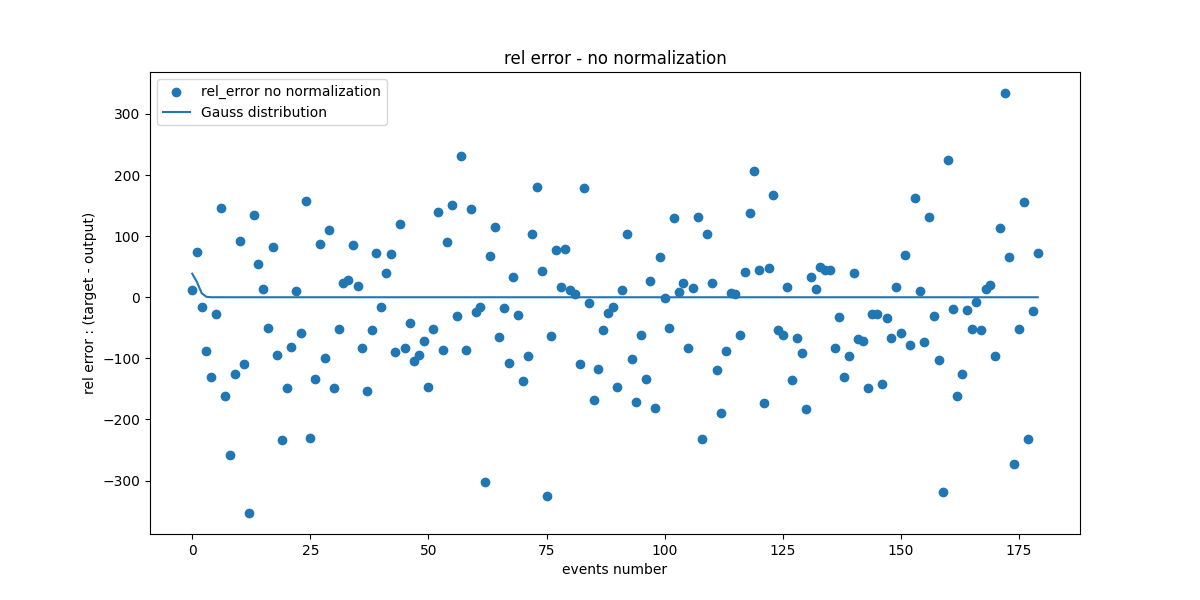 rel error - no normalization
rel_error no normalization
Gauss distribution
300
200
100
0
−100
−200
−300
rel error : (tarrget - output)
0 25 50 75 100 125 150 175
events number